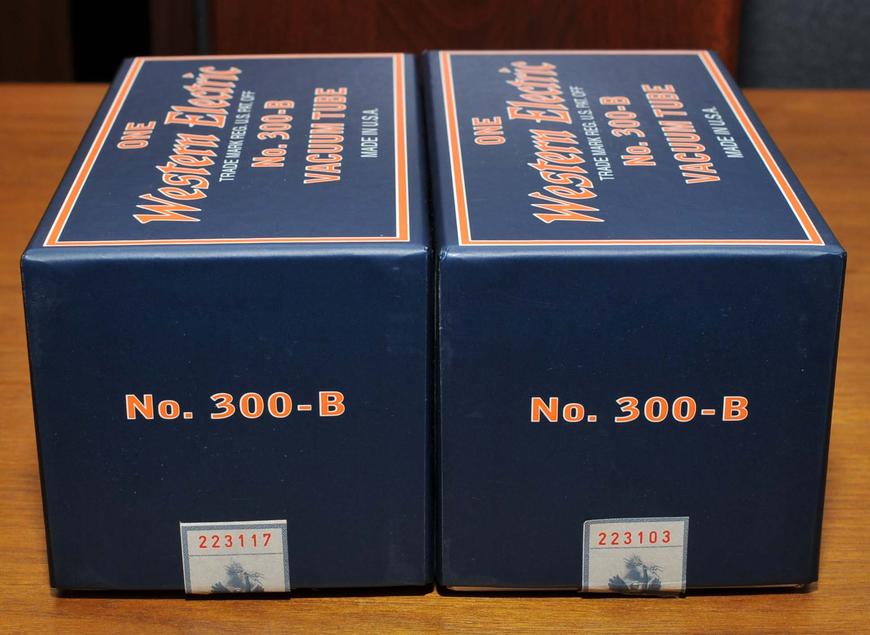 ONE
Western Electric
TRADE MARK REG. U.S. PAT. OFF
No. 300-B
VACUUM TUBE
MADE IN U.S.A.
No. 300-B
223117
ONE
Western Electric
TRADE MARK REG. U.S. PAT. OFF
No. 300-B
VACUUM TUBE
MADE IN U.S.A.
No. 300-B
223103